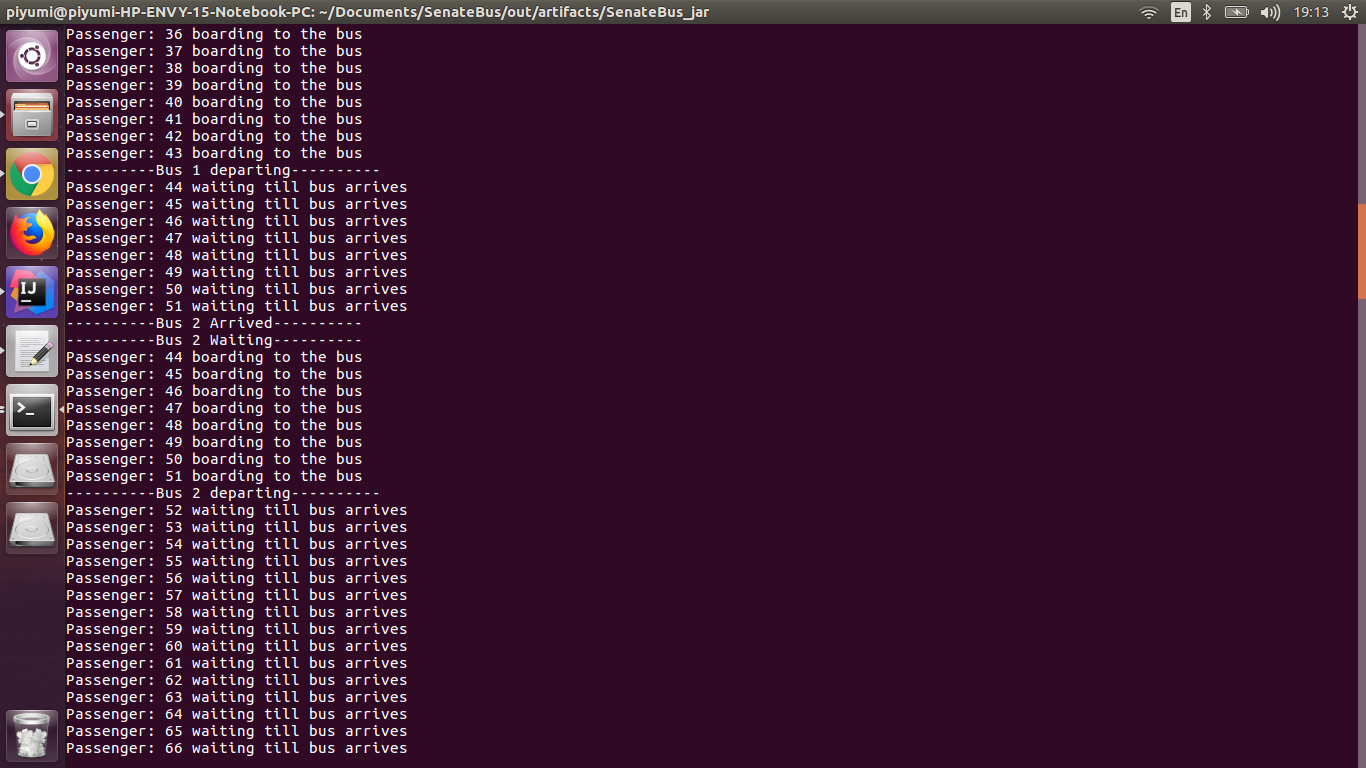 piyumi@piyumi-HP-ENVY-15-Notebook-PC: ~/Documents/SenateBus/out/artifacts/SenateBus_jar
En
19:13
Passenger: 36 boarding to the bus
Passenger: 37 boarding to the bus
Passenger: 38 boarding to the bus
Passenger: 39 boarding to the bus
Passenger: 40 boarding to the bus
Passenger: 41 boarding to the bus
Passenger: 42 boarding to the bus
Passenger: 43 boarding to the bus
----------Bus 1 departing----------
Passenger: 44 waiting till bus arrives
Passenger: 45 waiting till bus arrives
Passenger: 46 waiting till bus arrives
Passenger: 47 waiting till bus arrives
Passenger: 48 waiting till bus arrives
Passenger: 49 waiting till bus arrives
Passenger: 50 waiting till bus arrives
Passenger: 51 waiting till bus arrives
----------Bus 2 Arrived----------
----------Bus 2 Waiting----------
Passenger: 44 boarding to the bus
Passenger: 45 boarding to the bus
Passenger: 46 boarding to the bus
Passenger: 47 boarding to the bus
Passenger: 48 boarding to the bus
Passenger: 49 boarding to the bus
Passenger: 50 boarding to the bus
Passenger: 51 boarding to the bus
----------Bus 2 departing----------
Passenger: 52 waiting till bus arrives
Passenger: 53 waiting till bus arrives
Passenger: 54 waiting till bus arrives
Passenger: 55 waiting till bus arrives
Passenger: 56 waiting till bus arrives
Passenger: 57 waiting till bus arrives
Passenger: 58 waiting till bus arrives
Passenger: 59 waiting till bus arrives
Passenger: 60 waiting till bus arrives
Passenger: 61 waiting till bus arrives
Passenger: 62 waiting till bus arrives
Passenger: 63 waiting till bus arrives
Passenger: 64 waiting till bus arrives
Passenger: 65 waiting till bus arrives
Passenger: 66 waiting till bus arrives
IJ
>_